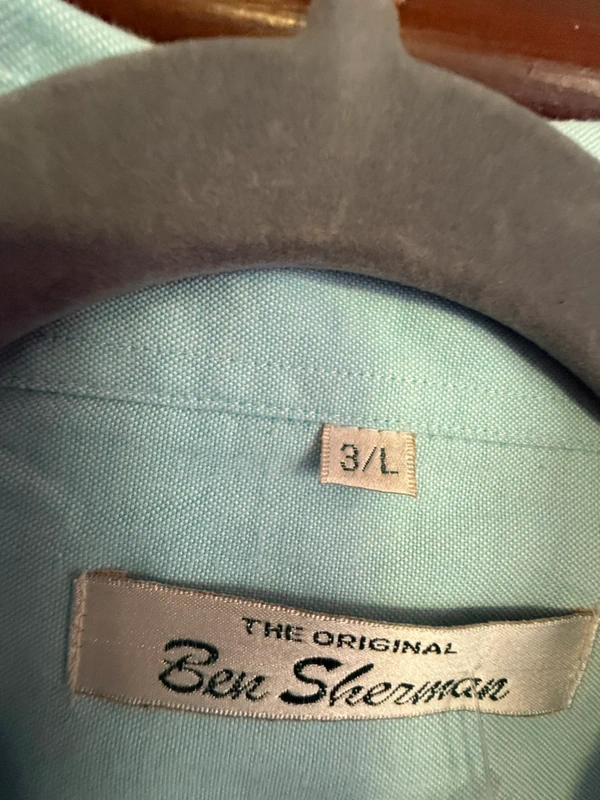 3/L
THE ORIGINAL
Ben Sherman